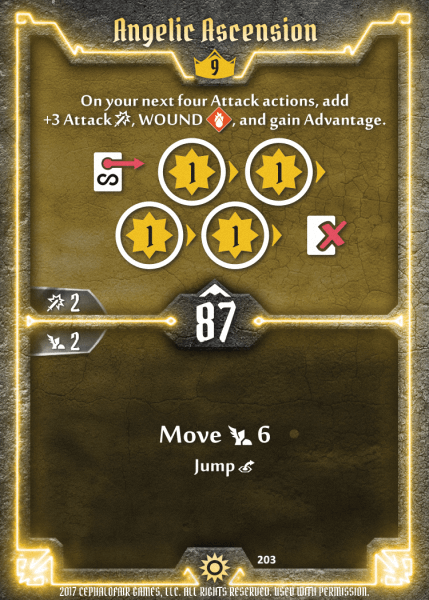 Angelic Ascension
9
On your next four Attack actions, add
+3 Attack, WOUND, and gain Advantage.
S
1 1
1 1
2
87
2
Move 6
Jump
203
2017 CEPHALOFAIR GAMES, LLC. ALL RIGHTS RESERVED. USED WITH PERMISSION.